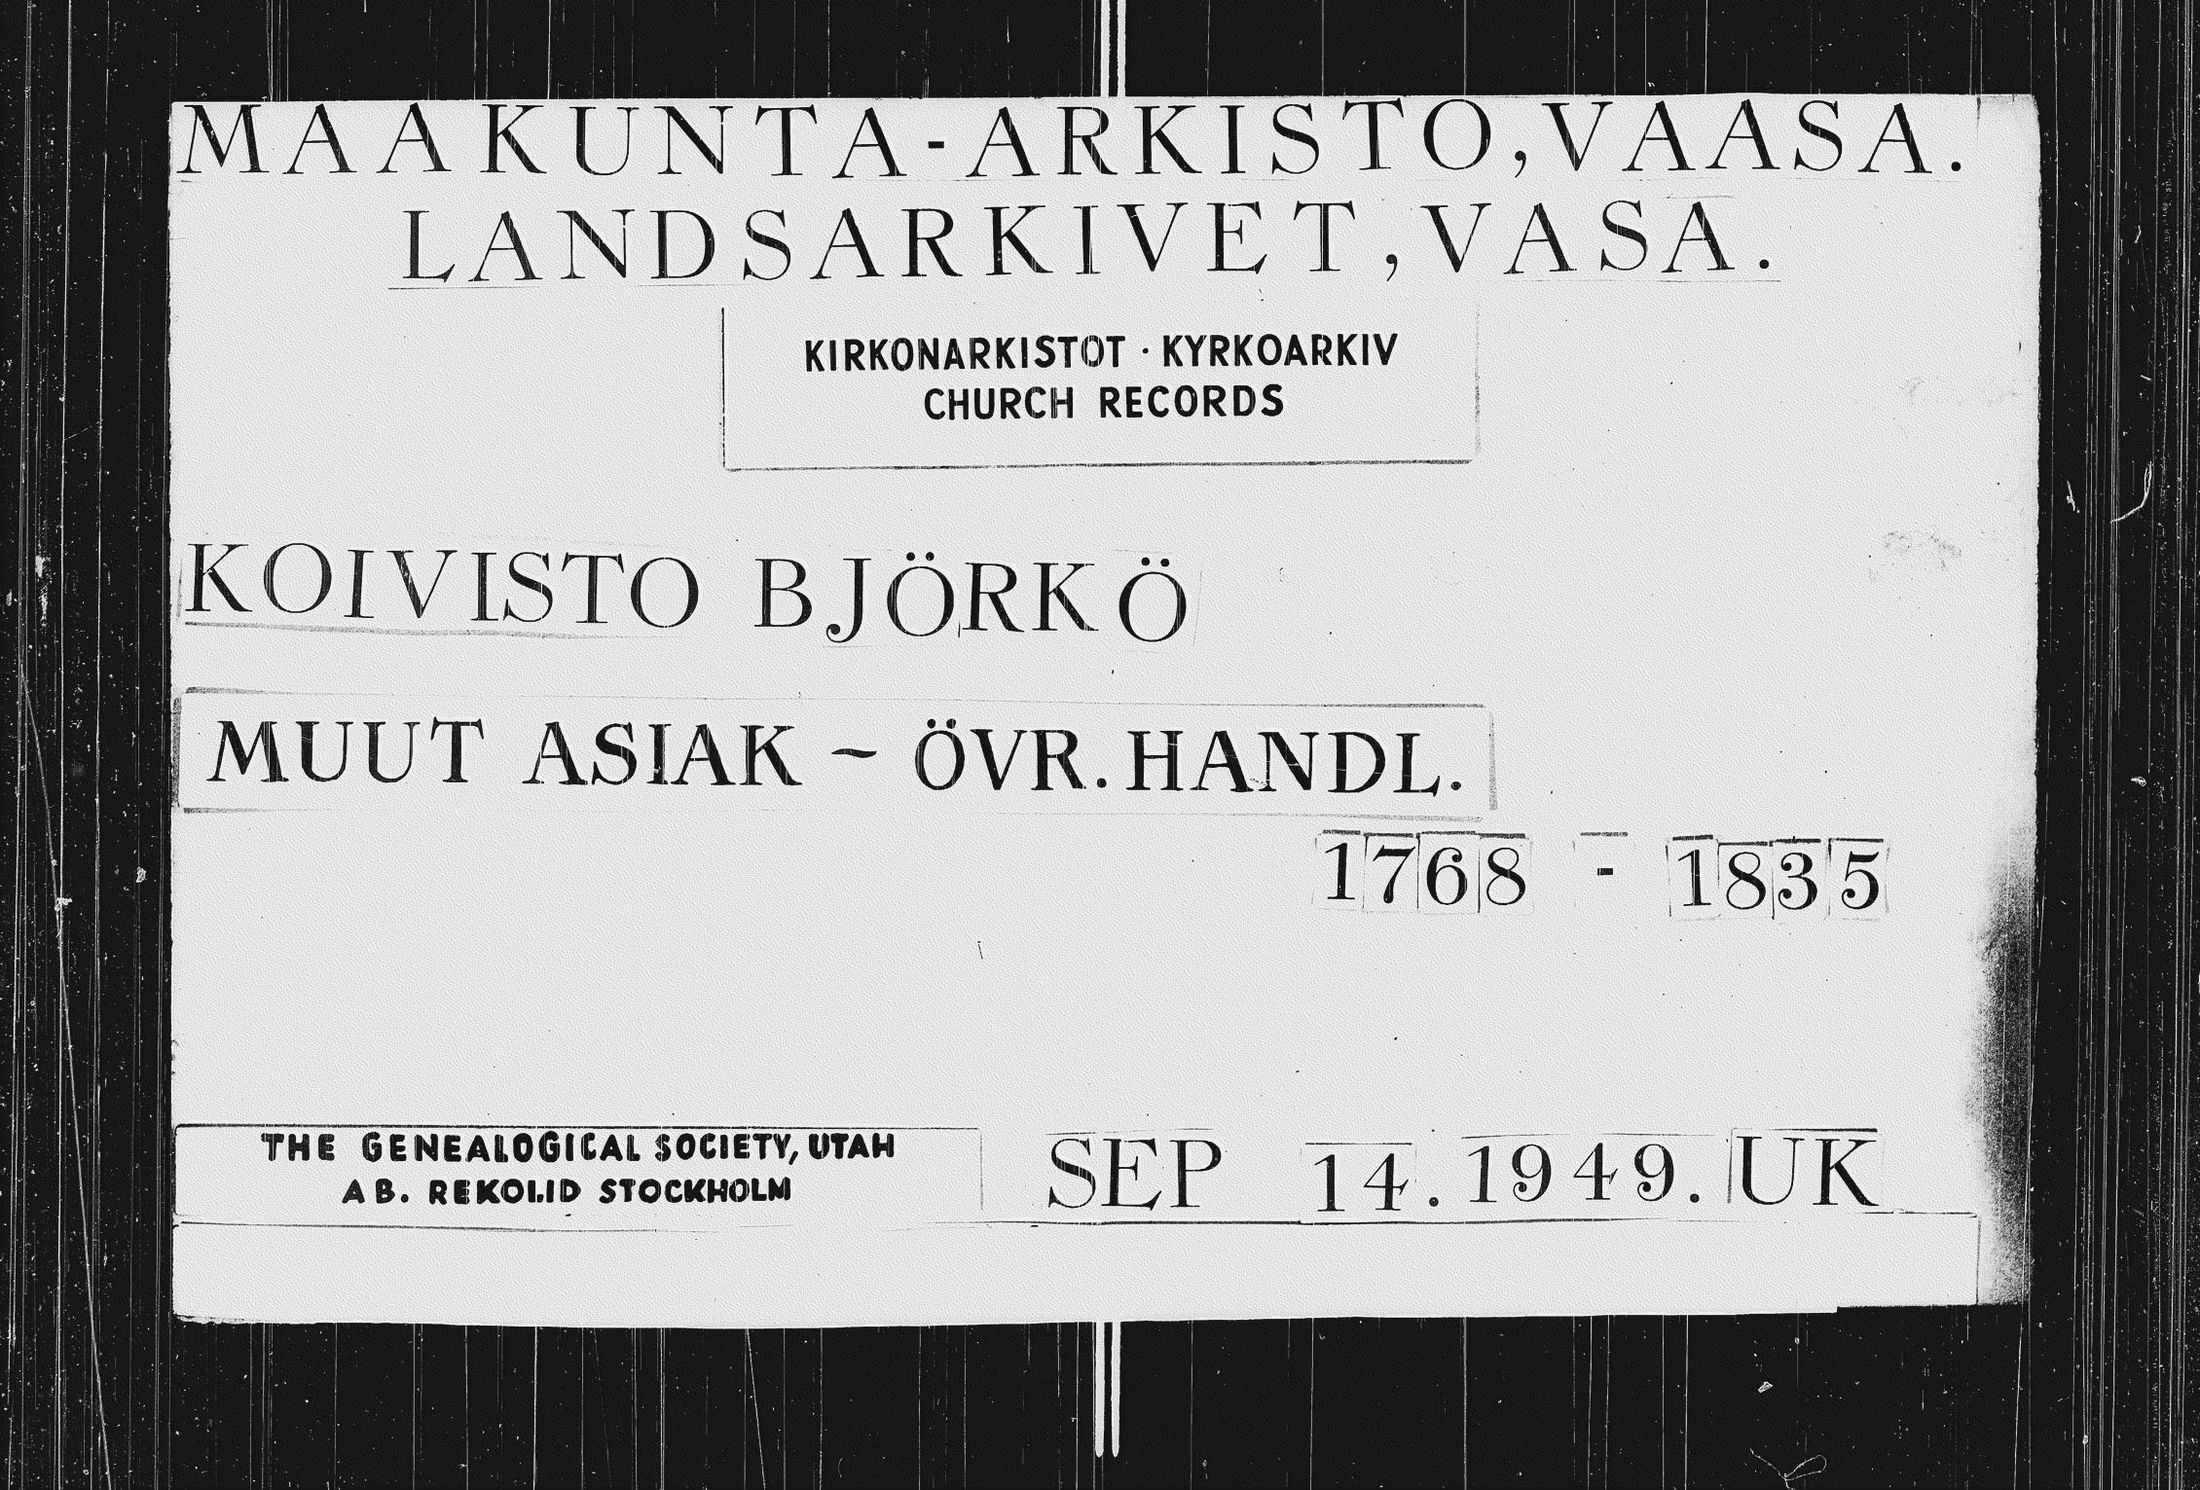 MAAKUNTA-ARKISTO, VAASA.
LANDSARKIVET, VASA.
KIRKONARKISTOT · KYRKOARKIV
CHURCH RECORDS
KOIVISTO BJÖRKÖ
MUUT ASIAK ~ ÖVR. HANDL.
1768 - 1835
THE GENEALOGICAL SOCIETY, UTAH
AB. REKOLID STOCKHOLM
SEP 14. 1949. UK